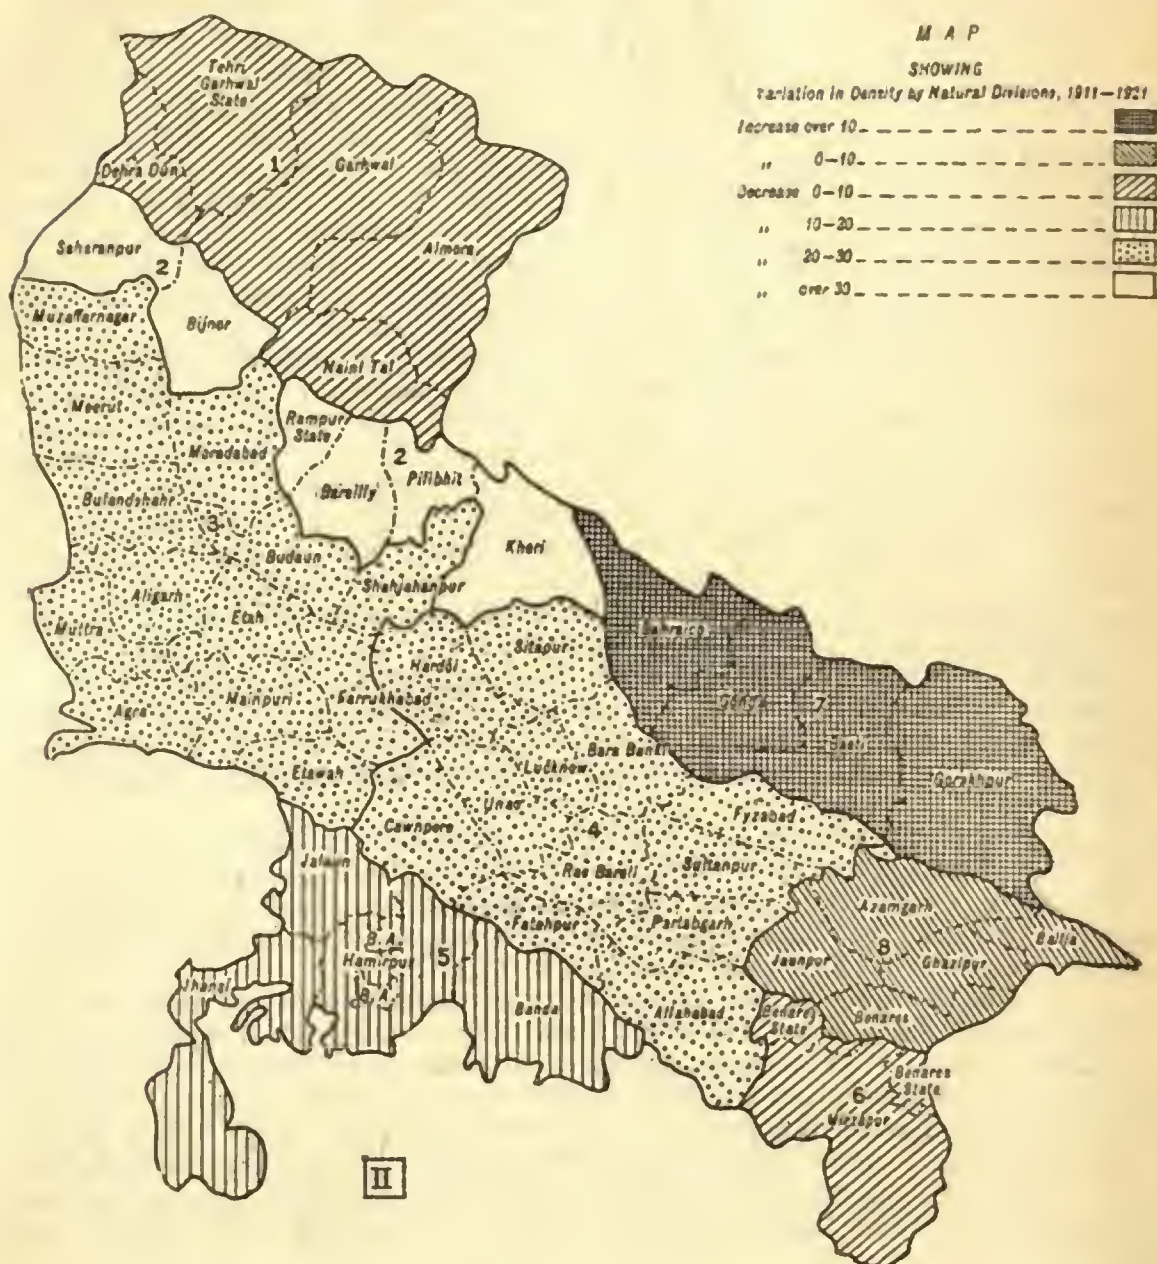 MAP
SHOWING
Variation in Density by Natural Divisions, 1911—1921
Increase over 10
„ 0—10
Decrease 0—10
„ 10—20
„ 20—30
„ over 30
Tehri
Garhwal
State
Dehra Dun
1
Garhwal
Almora
Saharanpur
2
Muzaffarnagar
Bijnor
Naini Tal
Meerut
Moradabad
Rampur
State
2
Bareilly
Pilibhit
Bulandshahr
3
Budaun
Kheri
Shahjahanpur
Aligarh
Etah
Muttra
Bahraich
Hardoi
Sitapur
Mainpuri
Farrukhabad
Agra
Gonda
7
Basti
Bara Banki
Lucknow
Etawah
Gorakhpur
Unao
Cawnpore
4
Fyzabad
Jalaun
Rae Bareli
Sultanpur
Azamgarh
Fatehpur
Partabgarh
B.A.
Hamirpur
B.A.
5
8
Ballia
Jaunpur
Ghazipur
Jhansi
Banda
Allahabad
Benares
State
Benares
Benares
State
6
Mirzapur
II